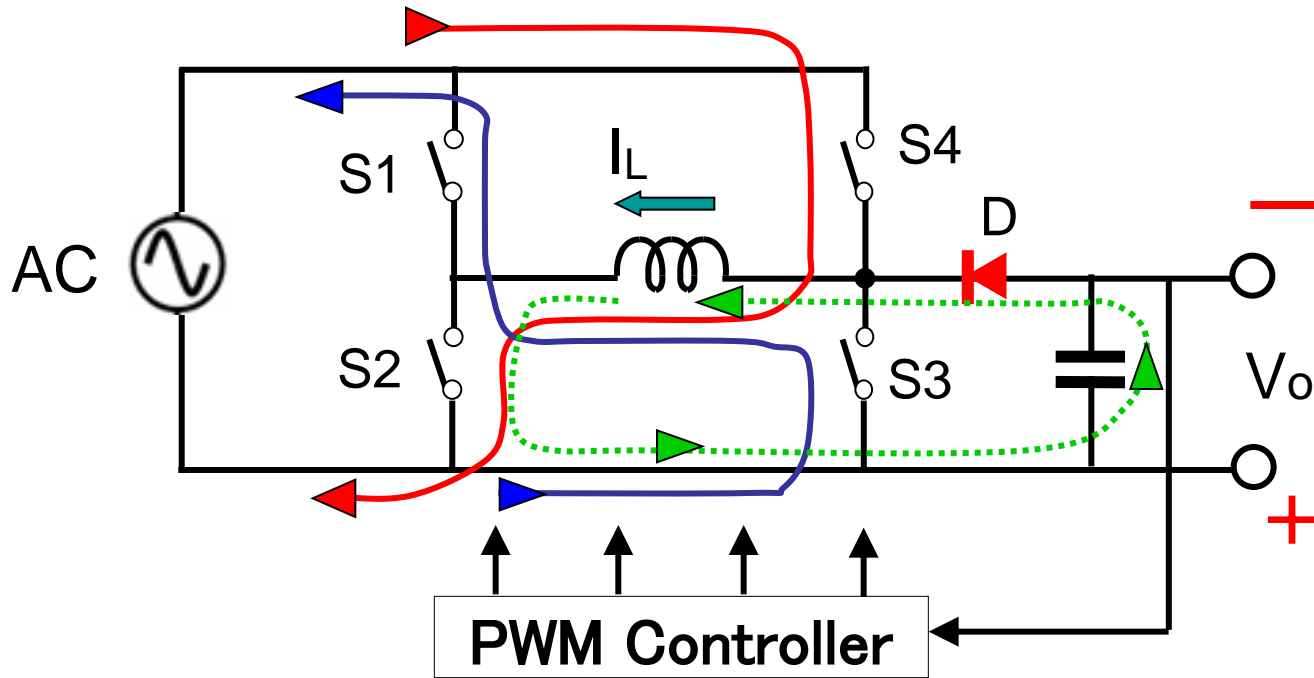 S4
I_L
S1
D
−
AC
S2
S3
Vo
+
PWM Controller